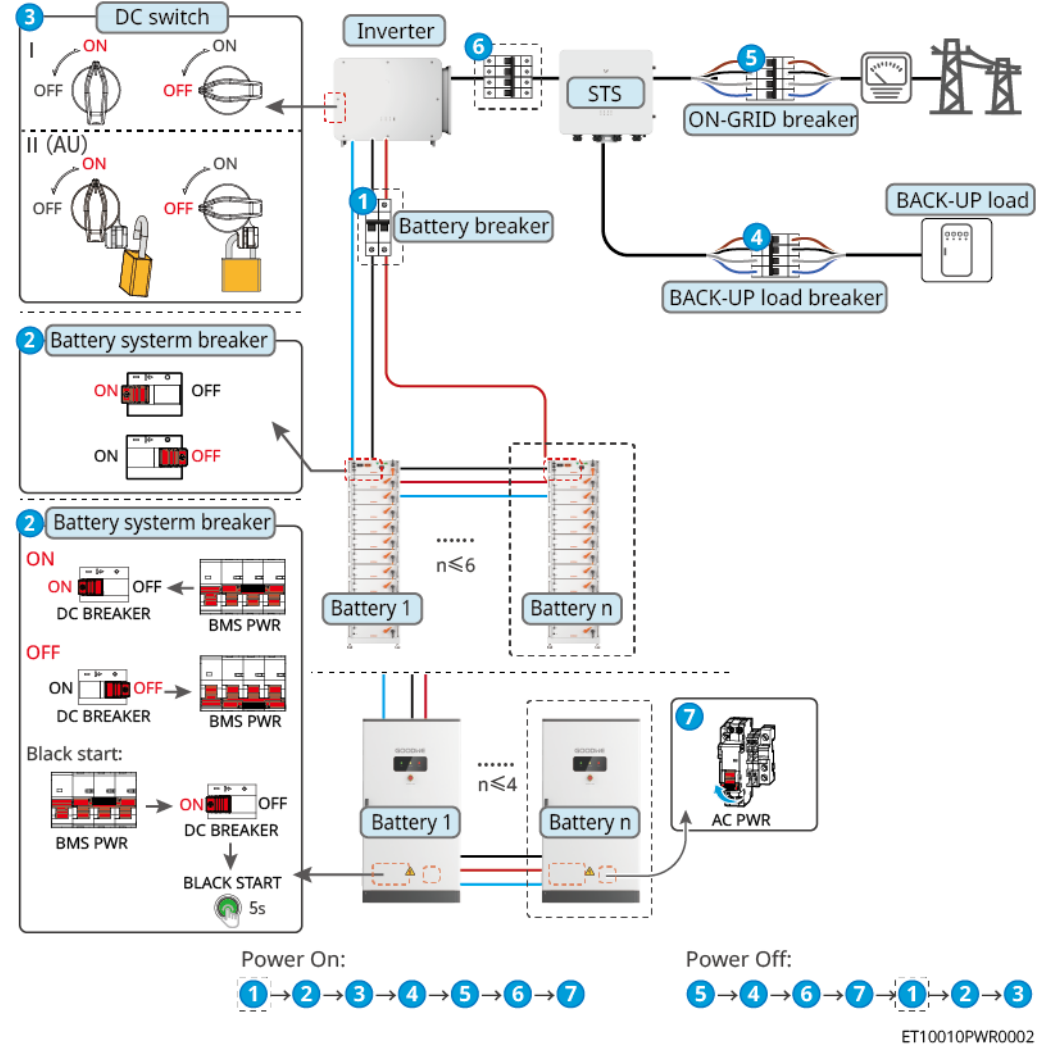 3 DC switch
I
ON ON
OFF OFF
II (AU)
ON ON
OFF OFF
Inverter
6
STS
5
ON-GRID breaker
1
Battery breaker
BACK-UP load
4
BACK-UP load breaker
2 Battery systerm breaker
ON OFF
ON OFF
2 Battery systerm breaker
ON
ON OFF
DC BREAKER
BMS PWR
OFF
ON OFF
DC BREAKER
BMS PWR
Black start:
ON OFF
BMS PWR
DC BREAKER
BLACK START
5s
......
n≤6
Battery 1
Battery n
GOODWE
GOODWE
......
n≤4
Battery 1
Battery n
7
AC PWR
Power On:
1→2→3→4→5→6→7
Power Off:
5→4→6→7→1→2→3
ET10010PWR0002